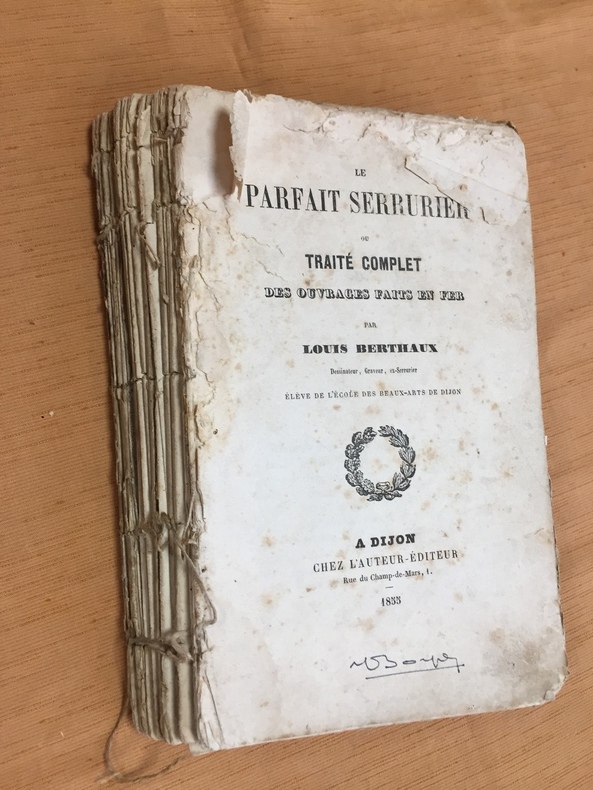 LE
PARFAIT SERRURIER
OU
TRAITÉ COMPLET
DES OUVRAGES FAITS EN FER
PAR
LOUIS BERTHAUX
Dessinateur, Graveur, ex-Serrurier
ÉLÈVE DE L'ÉCOLE DES BEAUX-ARTS DE DIJON
A DIJON
CHEZ L'AUTEUR-ÉDITEUR
Rue du Champ-de-Mars, 1.
1855